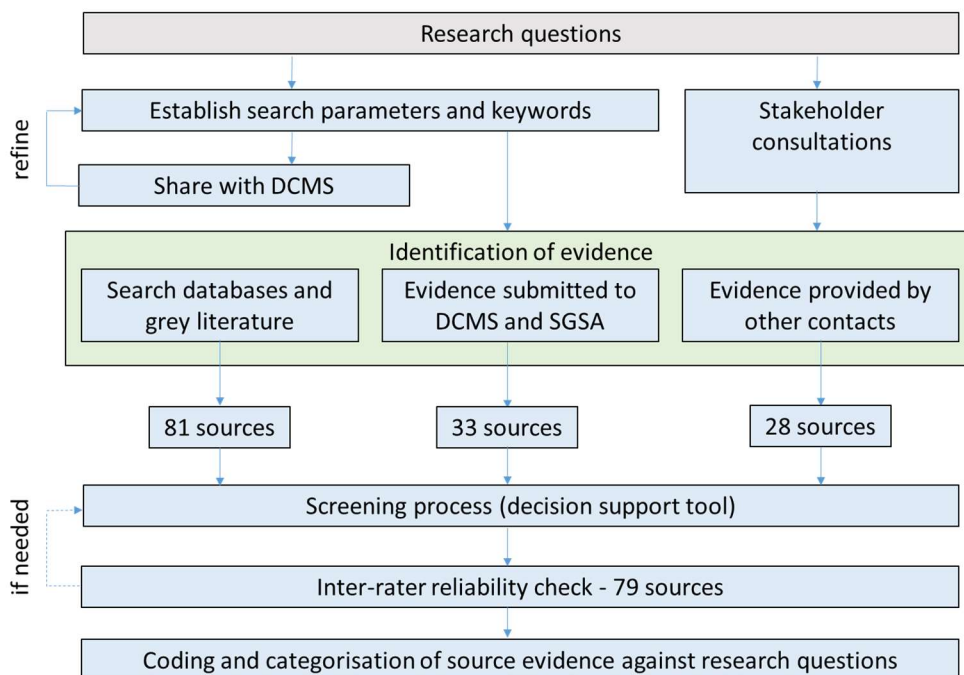 Research questions
Establish search parameters and keywords
Stakeholder
consultations
refine
Share with DCMS
Identification of evidence
Search databases and
grey literature
Evidence submitted to
DCMS and SGSA
Evidence provided by
other contacts
81 sources
33 sources
28 sources
Screening process (decision support tool)
if needed
Inter-rater reliability check - 79 sources
Coding and categorisation of source evidence against research questions